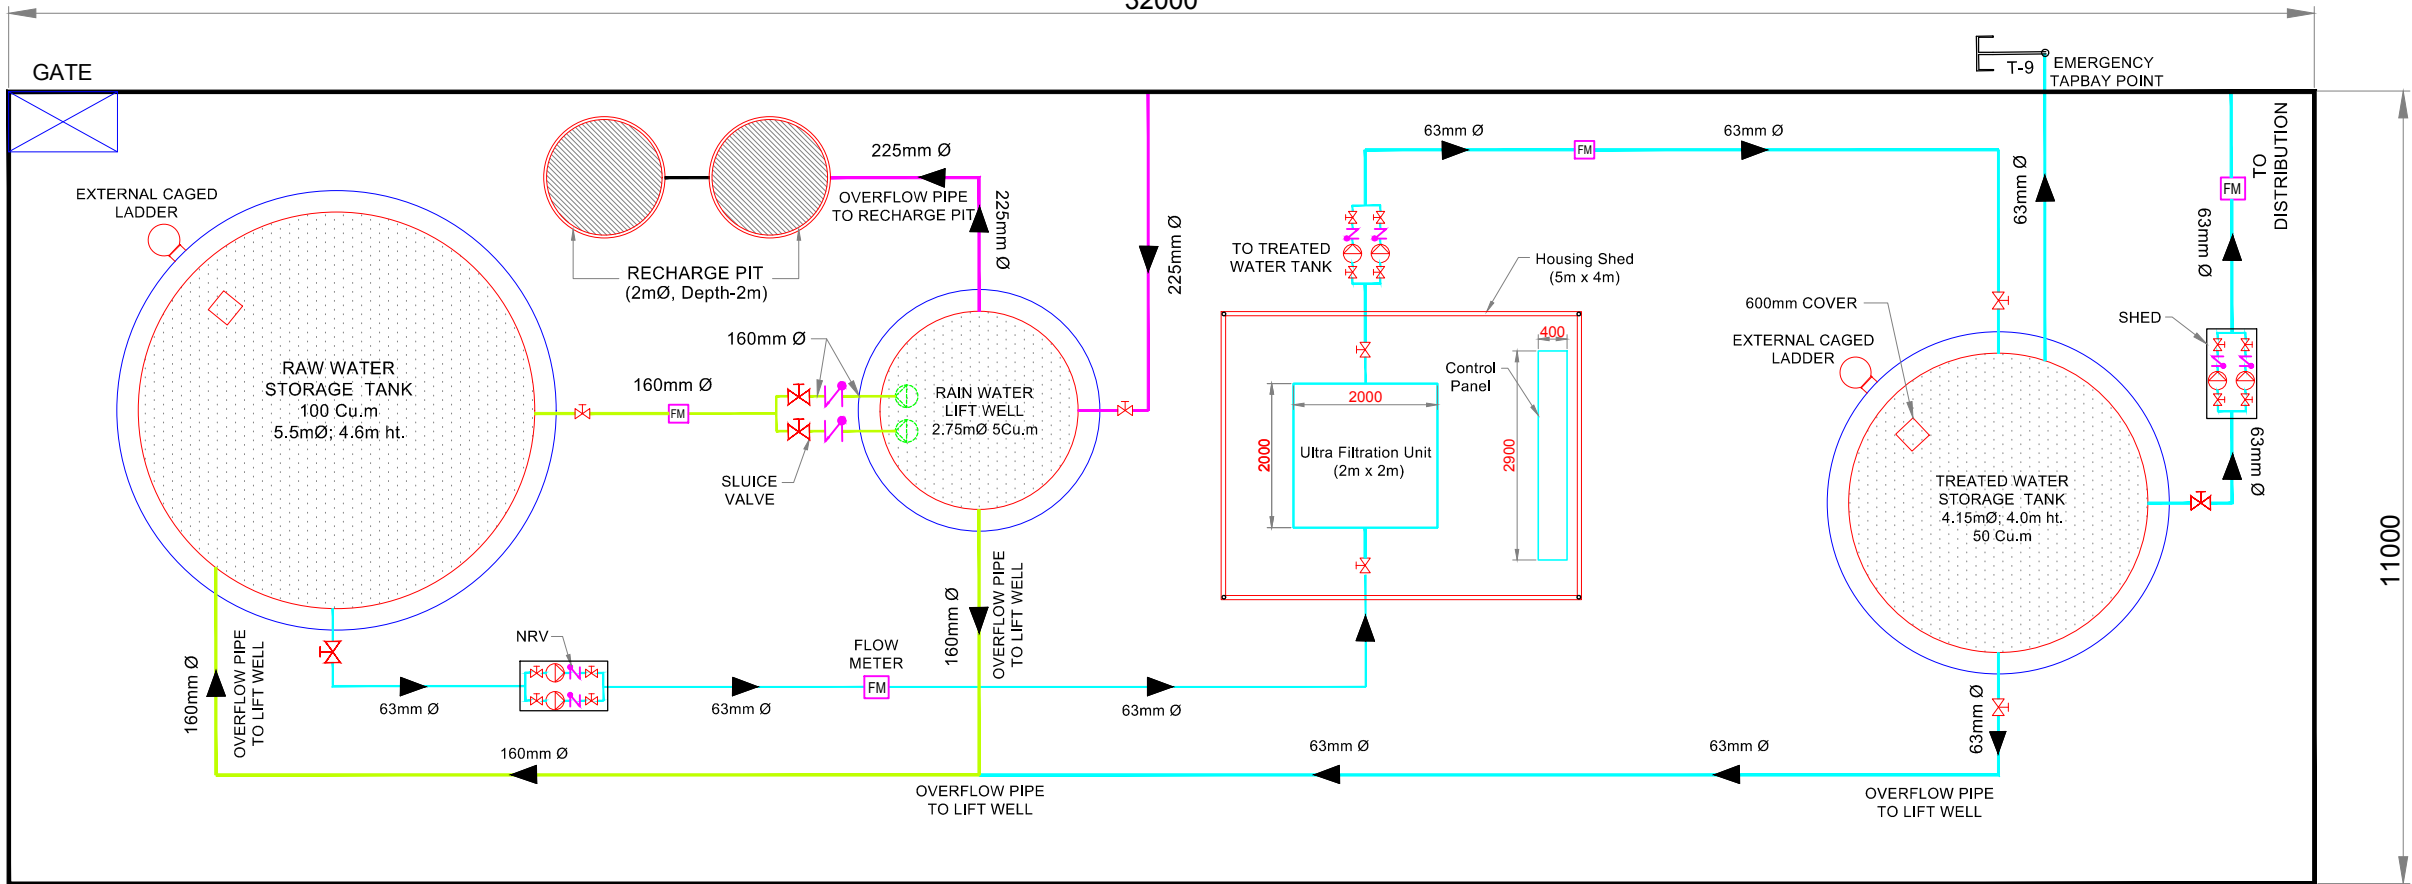 32000
GATE
T-9
EMERGENCY
TAPBAY POINT
EXTERNAL CAGED
LADDER
225mm Ø
OVERFLOW PIPE
TO RECHARGE PIT
225mm Ø
225mm Ø
RECHARGE PIT
(2mØ, Depth-2m)
63mm Ø
FM
63mm Ø
63mm Ø
TO
DISTRIBUTION
FM
63mm Ø
TO TREATED
WATER TANK
Housing Shed
(5m x 4m)
600mm COVER
SHED
EXTERNAL CAGED
LADDER
RAW WATER
STORAGE TANK
100 Cu.m
5.5mØ; 4.6m ht.
160mm Ø
160mm Ø
FM
SLUICE
VALVE
RAIN WATER
LIFT WELL
2.75mØ 5Cu.m
400
Control
Panel
2000
2000
2900
Ultra Filtration Unit
(2m x 2m)
63mm Ø
TREATED WATER
STORAGE TANK
4.15mØ; 4.0m ht.
50 Cu.m
11000
160mm Ø
OVERFLOW PIPE
TO LIFT WELL
NRV
63mm Ø
63mm Ø
FLOW
METER
FM
160mm Ø
OVERFLOW PIPE
TO LIFT WELL
63mm Ø
63mm Ø
160mm Ø
63mm Ø
63mm Ø
OVERFLOW PIPE
TO LIFT WELL
OVERFLOW PIPE
TO LIFT WELL